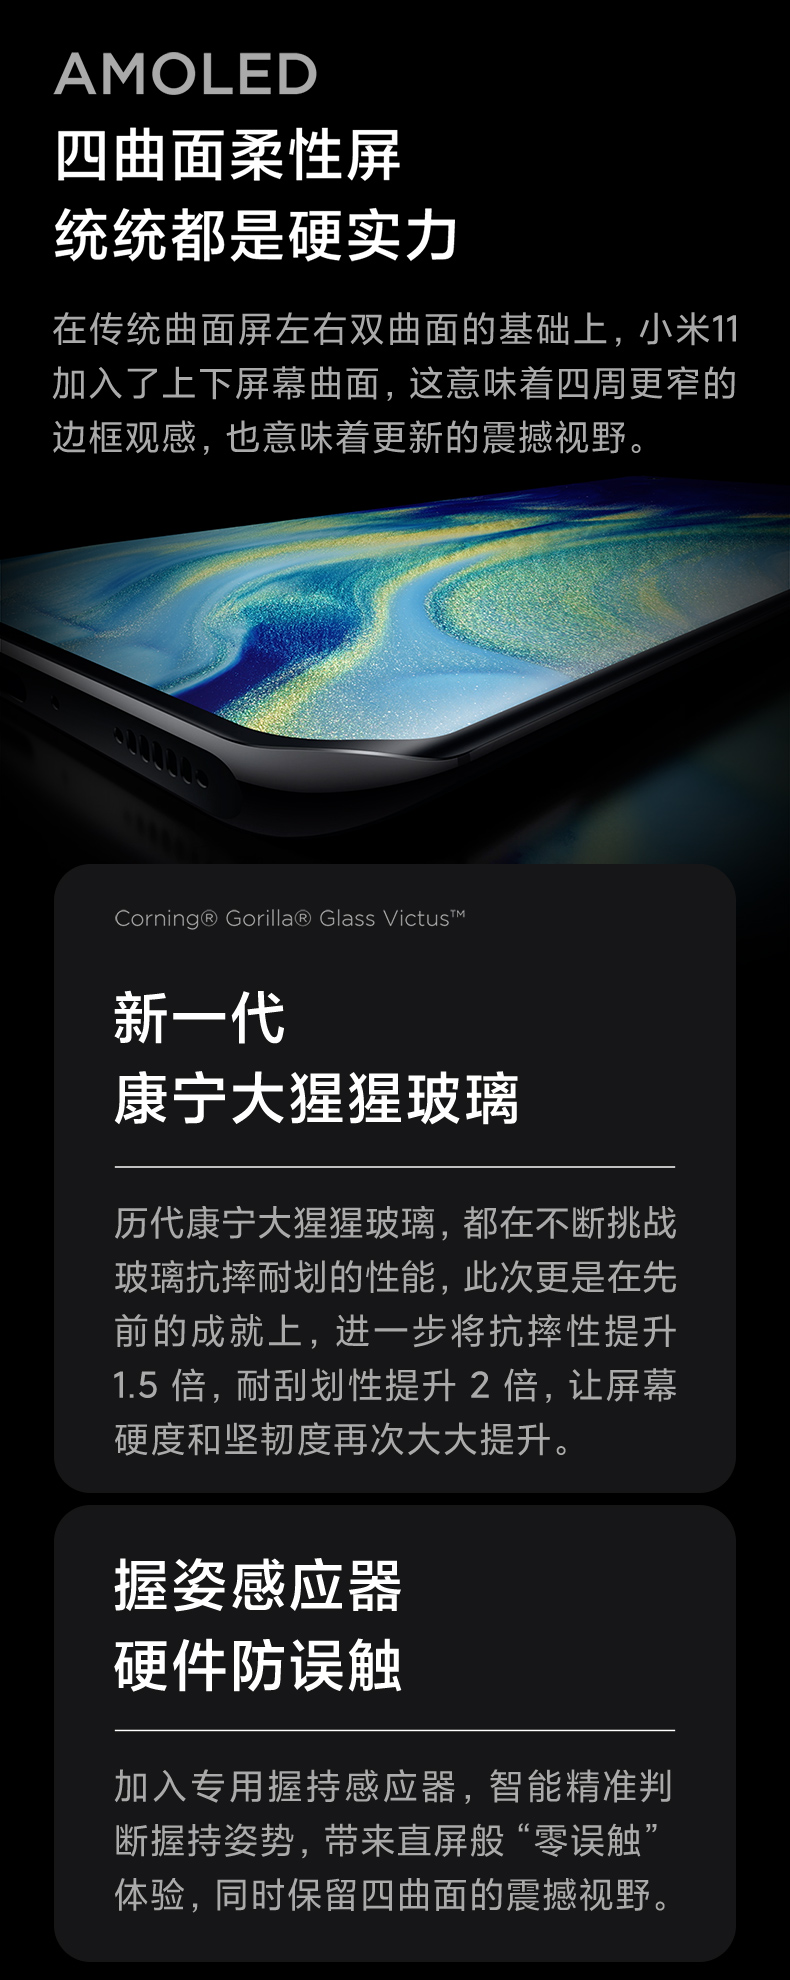 AMOLED
四曲面柔性屏
统统都是硬实力
在传统曲面屏左右双曲面的基础上，小米11
加入了上下屏幕曲面，这意味着四周更窄的
边框观感，也意味着更新的震撼视野。
Corning® Gorilla® Glass Victus™
新一代
康宁大猩猩玻璃
历代康宁大猩猩玻璃，都在不断挑战
玻璃抗摔耐划的性能，此次更是在先
前的成就上，进一步将抗摔性提升
1.5 倍，耐刮划性提升 2 倍，让屏幕
硬度和坚韧度再次大大提升。
握姿感应器
硬件防误触
加入专用握持感应器，智能精准判
断握持姿势，带来直屏般“零误触”
体验，同时保留四曲面的震撼视野。